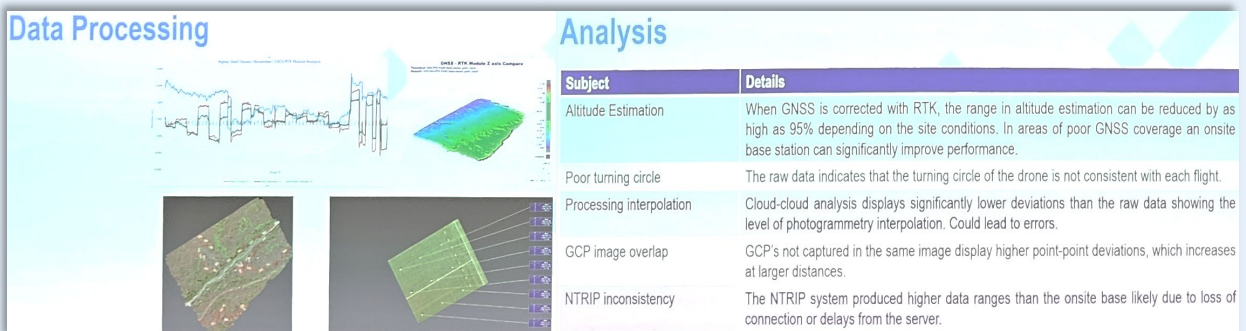 Data Processing
GNSS - RTK Module Z axis Compare
Analysis
Subject Details
Altitude Estimation When GNSS is corrected with RTK, the range in altitude estimation can be reduced by as
high as 95% depending on the site conditions. In areas of poor GNSS coverage an onsite
base station can significantly improve performance.
Poor turning circle The raw data indicates that the turning circle of the drone is not consistent with each flight.
Processing interpolation Cloud-cloud analysis displays significantly lower deviations than the raw data showing the
level of photogrammetry interpolation. Could lead to errors.
GCP image overlap GCP's not captured in the same image display higher point-point deviations, which increases
at larger distances.
NTRIP inconsistency The NTRIP system produced higher data ranges than the onsite base likely due to loss of
connection or delays from the server.